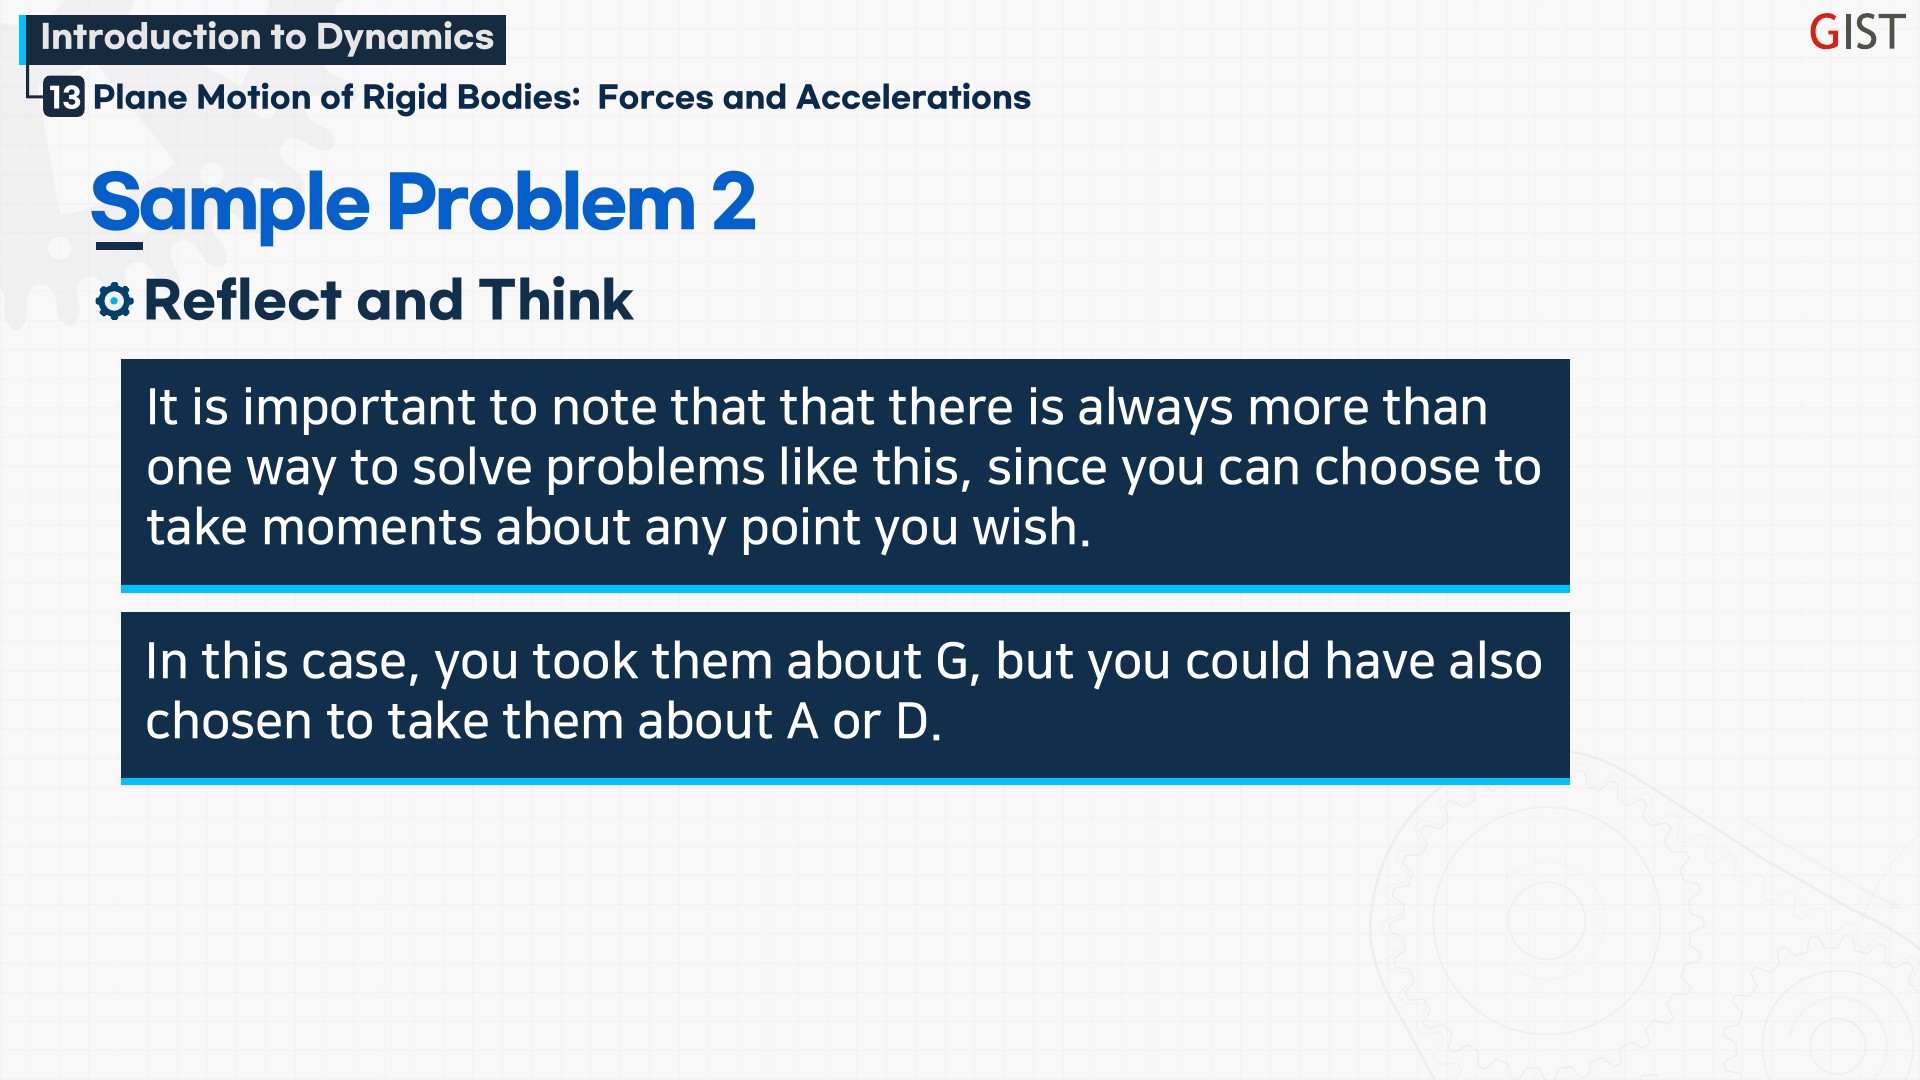 Introduction to Dynamics
GIST
13 Plane Motion of Rigid Bodies: Forces and Accelerations
Sample Problem 2
Reflect and Think
It is important to note that that there is always more than
one way to solve problems like this, since you can choose to
take moments about any point you wish.
In this case, you took them about G, but you could have also
chosen to take them about A or D.